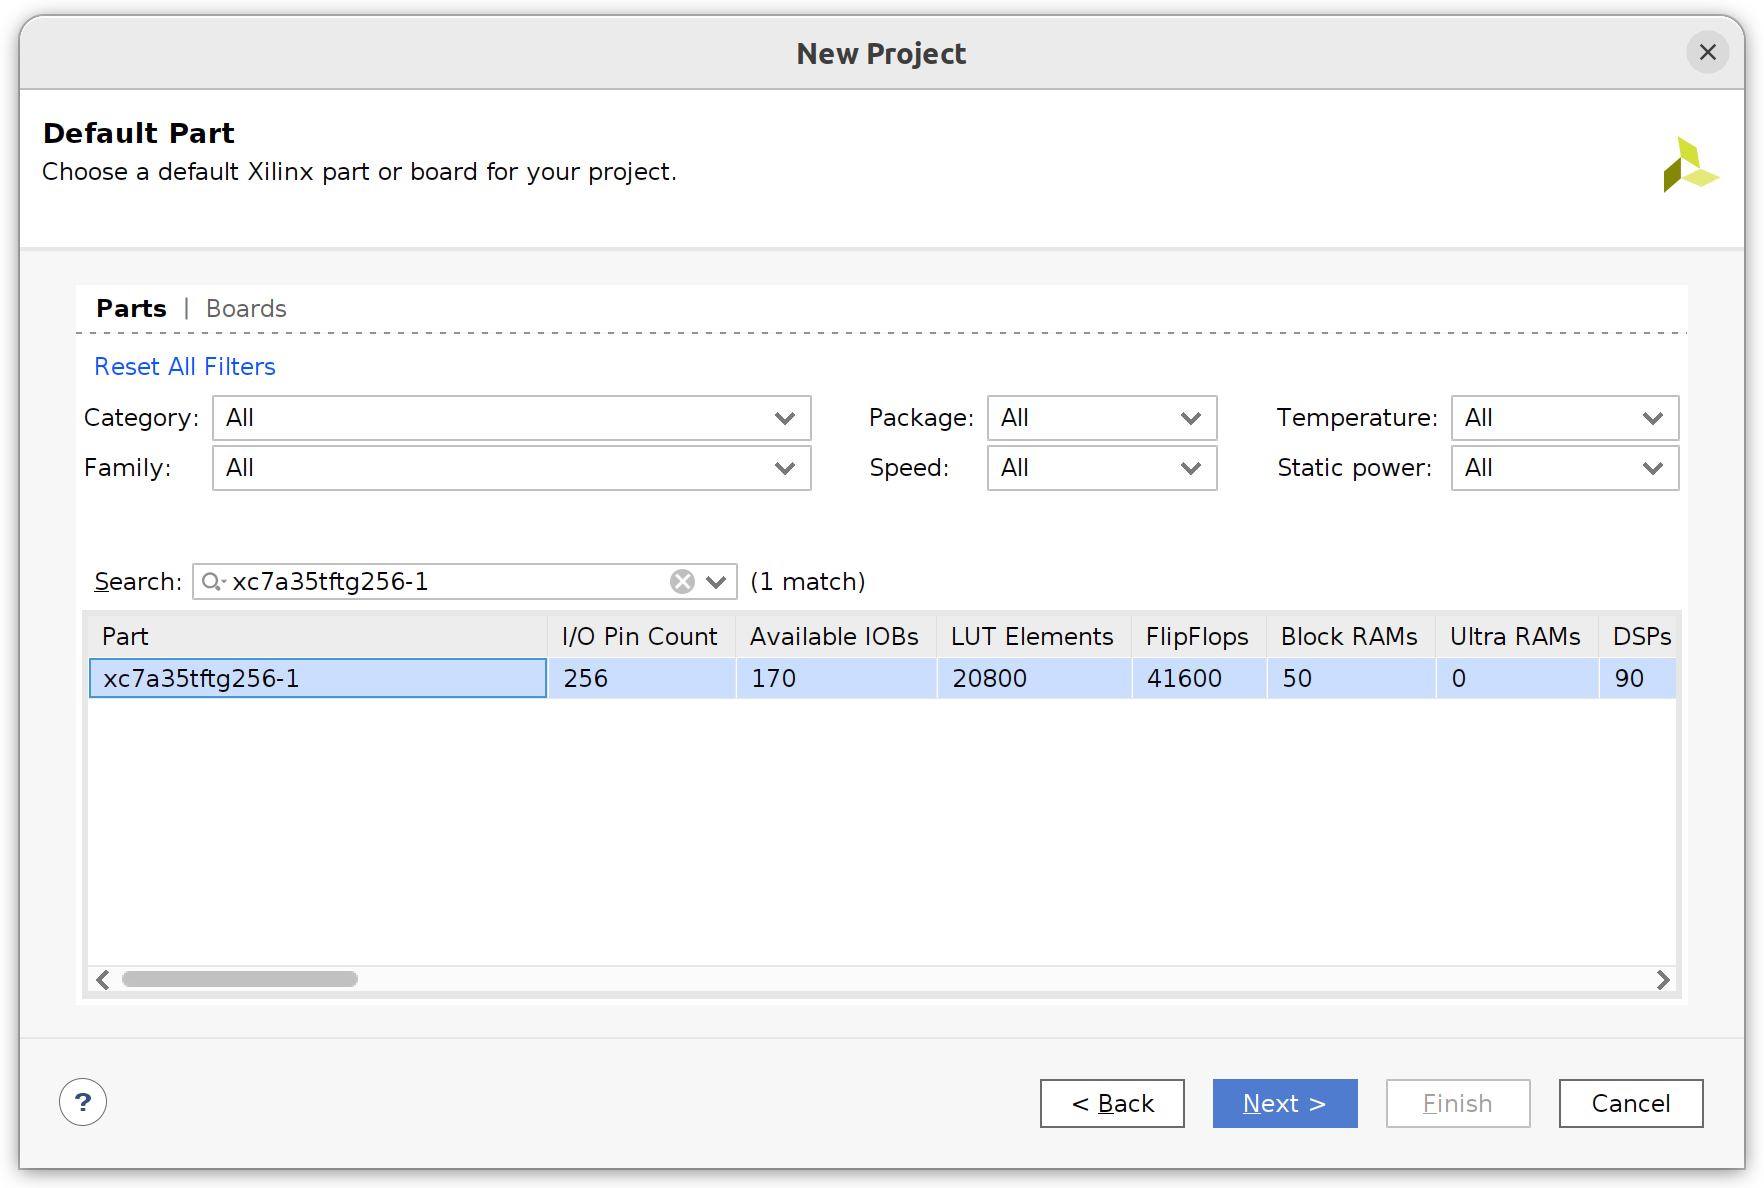 New Project
Default Part
Choose a default Xilinx part or board for your project.
Parts | Boards
Reset All Filters
Category: All Package: All Temperature: All
Family: All Speed: All Static power: All
Search: xc7a35tftg256-1 (1 match)
Part I/O Pin Count Available IOBs LUT Elements FlipFlops Block RAMs Ultra RAMs DSPs
xc7a35tftg256-1 256 170 20800 41600 50 0 90
? < Back Next > Finish Cancel